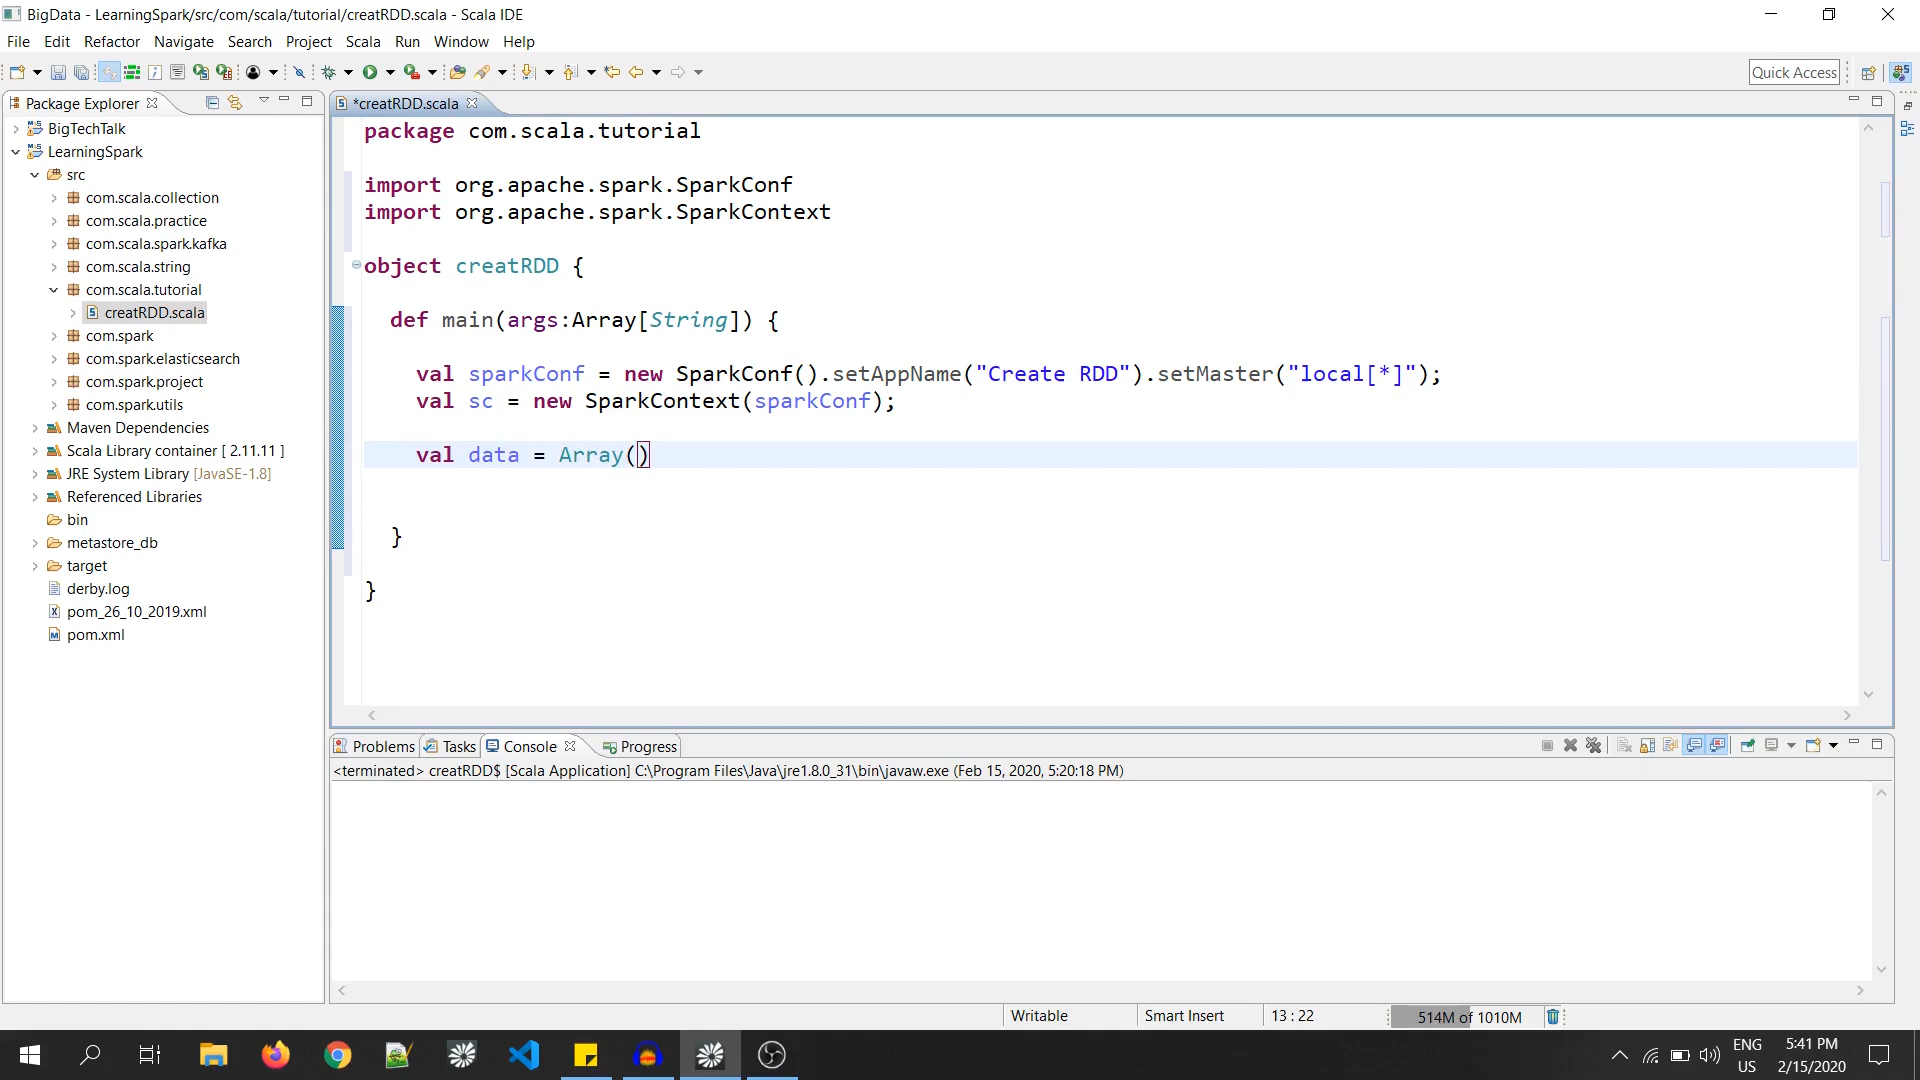 BigData - LearningSpark/src/com/scala/tutorial/creatRDD.scala - Scala IDE
File Edit Refactor Navigate Search Project Scala Run Window Help
Quick Access
Package Explorer
*creatRDD.scala
BigTechTalk
LearningSpark
src
com.scala.collection
com.scala.practice
com.scala.spark.kafka
com.scala.string
com.scala.tutorial
creatRDD.scala
com.spark
com.spark.elasticsearch
com.spark.project
com.spark.utils
Maven Dependencies
Scala Library container [ 2.11.11 ]
JRE System Library [JavaSE-1.8]
Referenced Libraries
bin
metastore_db
target
derby.log
pom_26_10_2019.xml
pom.xml
package com.scala.tutorial
import org.apache.spark.SparkConf
import org.apache.spark.SparkContext
object creatRDD {
def main(args:Array[String]) {
val sparkConf = new SparkConf().setAppName("Create RDD").setMaster("local[*]");
val sc = new SparkContext(sparkConf);
val data = Array()
}
}
Problems Tasks Console Progress
<terminated> creatRDD$ [Scala Application] C:\Program Files\Java\jre1.8.0_31\bin\javaw.exe (Feb 15, 2020, 5:20:18 PM)
Writable Smart Insert 13 : 22 514M of 1010M
ENG
US
5:41 PM
2/15/2020